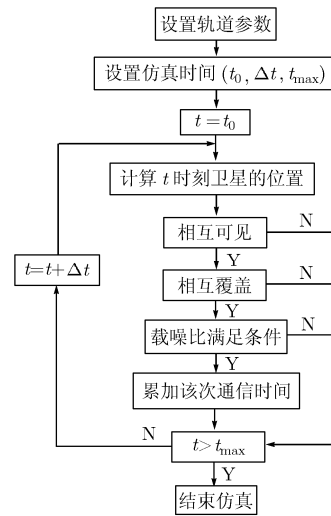 设置轨道参数
设置仿真时间 (t₀, Δt, tₘₐₓ)
t = t₀
计算 t 时刻卫星的位置
相互可见
N
Y
t=t+Δt
相互覆盖
N
Y
载噪比满足条件
N
Y
累加该次通信时间
N
t> tₘₐₓ
Y
结束仿真